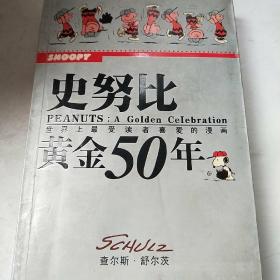 SNOOPY
史努比
PEANUTS: A Golden Celebration
世界上最受读者喜爱的漫画
黄金50年
SCHULZ
查尔斯·舒尔茨